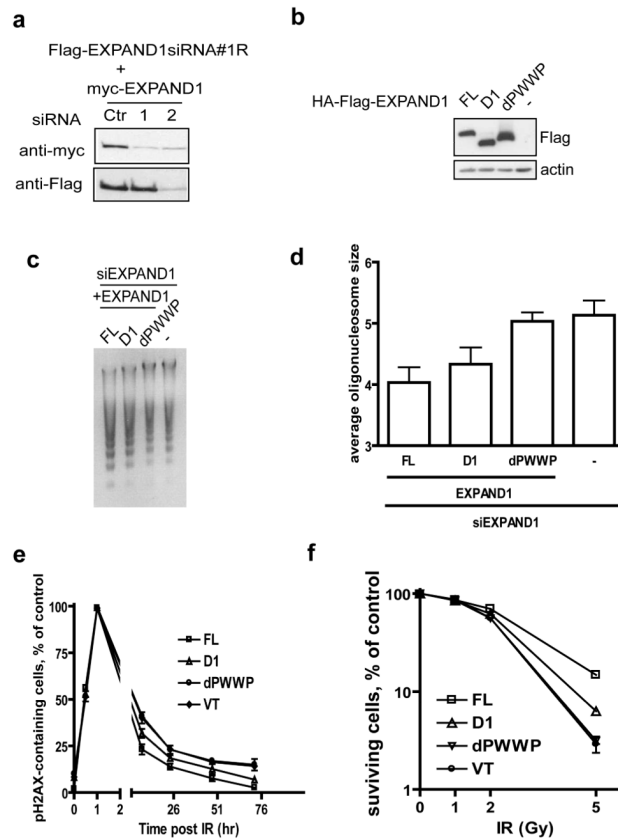 a
Flag-EXPAND1siRNA#1R
+
myc-EXPAND1
siRNA Ctr 1 2
anti-myc
anti-Flag
b
HA-Flag-EXPAND1 FL D1 dPWWP -
Flag
actin
c
siEXPAND1
+EXPAND1
FL D1 dPWWP -
d
average oligonucleosome size
6
5
4
3
FL D1 dPWWP -
EXPAND1
siEXPAND1
e
pH2AX-containing cells, % of control
100
75
50
25
0
FL
D1
dPWWP
VT
0 1 2 26 51 76
Time post IR (hr)
f
suviving cells, % of control
100
10
1
FL
D1
dPWWP
VT
0 1 2 5
IR (Gy)